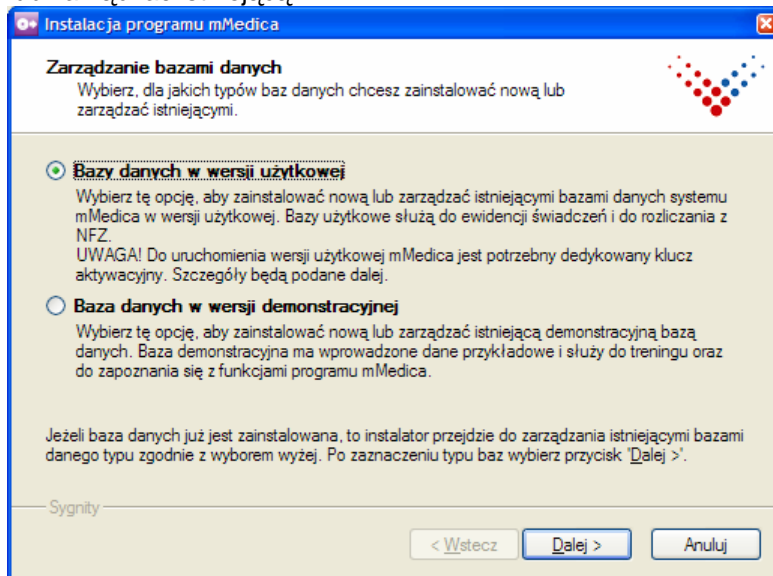 Instalacja programu mMedica
Zarządzanie bazami danych
Wybierz, dla jakich typów baz danych chcesz zainstalować nową lub
zarządzać istniejącymi.
Bazy danych w wersji użytkowej
Wybierz tę opcję, aby zainstalować nową lub zarządzać istniejącymi bazami danych systemu
mMedica w wersji użytkowej. Bazy użytkowe służą do ewidencji świadczeń i do rozliczania z
NFZ.
UWAGA! Do uruchomienia wersji użytkowej mMedica jest potrzebny dedykowany klucz
aktywacyjny. Szczegóły będą podane dalej.
Baza danych w wersji demonstracyjnej
Wybierz tę opcję, aby zainstalować nową lub zarządzać istniejącą demonstracyjną bazą
danych. Baza demonstracyjna ma wprowadzone dane przykładowe i służy do treningu oraz
do zapoznania się z funkcjami programu mMedica.
Jeżeli baza danych już jest zainstalowana, to instalator przejdzie do zarządzania istniejącymi bazami
danego typu zgodnie z wyborem wyżej. Po zaznaczeniu typu baz wybierz przycisk 'Dalej >'.
Sygnity
< Wstecz
Dalej >
Anuluj